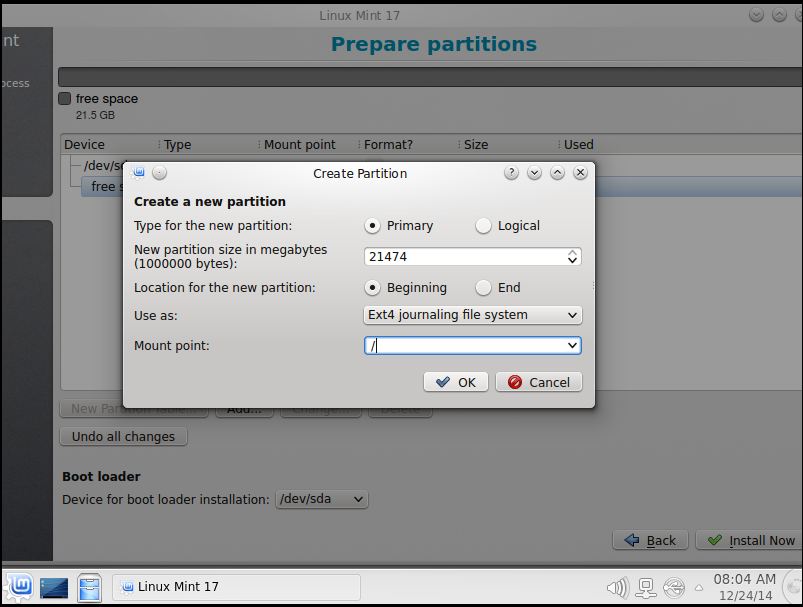 Linux Mint 17
nt
Prepare partitions
ocess
free space
21.5 GB
Device Type Mount point Format? Size Used
/dev/sd
free s
Create Partition
Create a new partition
Type for the new partition: Primary Logical
New partition size in megabytes
(1000000 bytes): 21474
Location for the new partition: Beginning End
Use as: Ext4 journaling file system
Mount point: /
OK Cancel
New Partition Table... Add... Change... Delete
Undo all changes
Boot loader
Device for boot loader installation: /dev/sda
Back Install Now
Linux Mint 17
08:04 AM
12/24/14